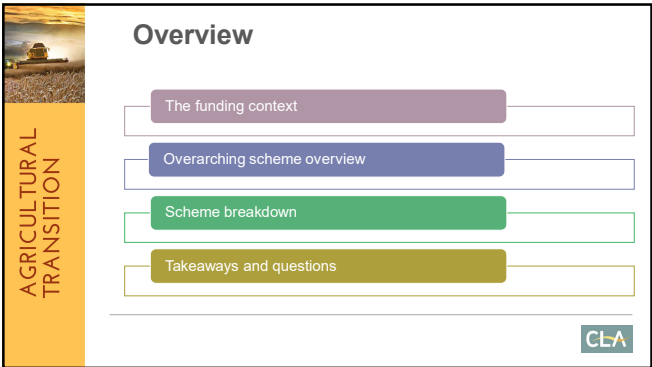 Overview
The funding context
Overarching scheme overview
Scheme breakdown
Takeaways and questions
AGRICULTURAL
TRANSITION
CLA